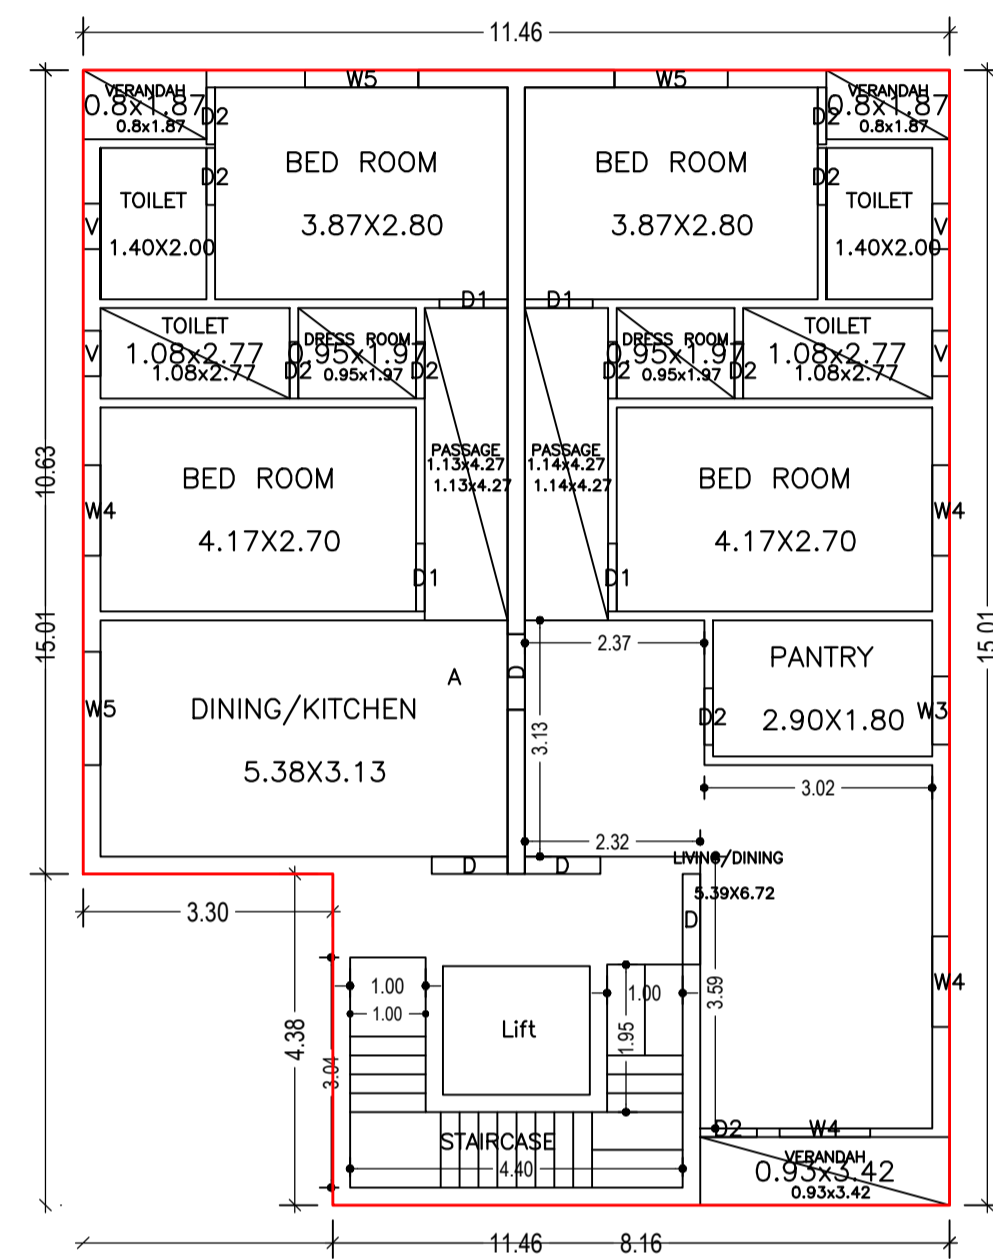 11.46
W5 W5
VERANDAH VERANDAH
0.8x1.87 0.8x1.87
0.8x1.87 0.8x1.87
D2 D2
BED ROOM BED ROOM
3.87X2.80 3.87X2.80
D2 D2
TOILET TOILET
V V
1.40X2.00 1.40X2.00
D1 D1
TOILET TOILET
DRESS ROOM DRESS ROOM
V 1.08x2.77 0.95x1.97 0.95x1.97 1.08x2.77 V
1.08x2.77 0.95x1.97 0.95x1.97 1.08x2.77
D2 D2 D2 D2
PASSAGE PASSAGE
1.13x4.27 1.14x4.27
1.13x4.27 1.14x4.27
10.63
BED ROOM BED ROOM
W4 W4
4.17X2.70 4.17X2.70
D1 D1
15.01 15.01
2.37
PANTRY
A D
DINING/KITCHEN
W5 D2 2.90X1.80 W3
3.13
5.38X3.13
3.02
2.32
LIVING/DINING
D D
5.39X6.72
3.30
D
1.00 1.00
3.59 W4
1.00
Lift
4.38 1.95
3.04
D2 W4
STAIRCASE
VERANDAH
4.40
0.93x3.42
0.93x3.42
11.46 8.16